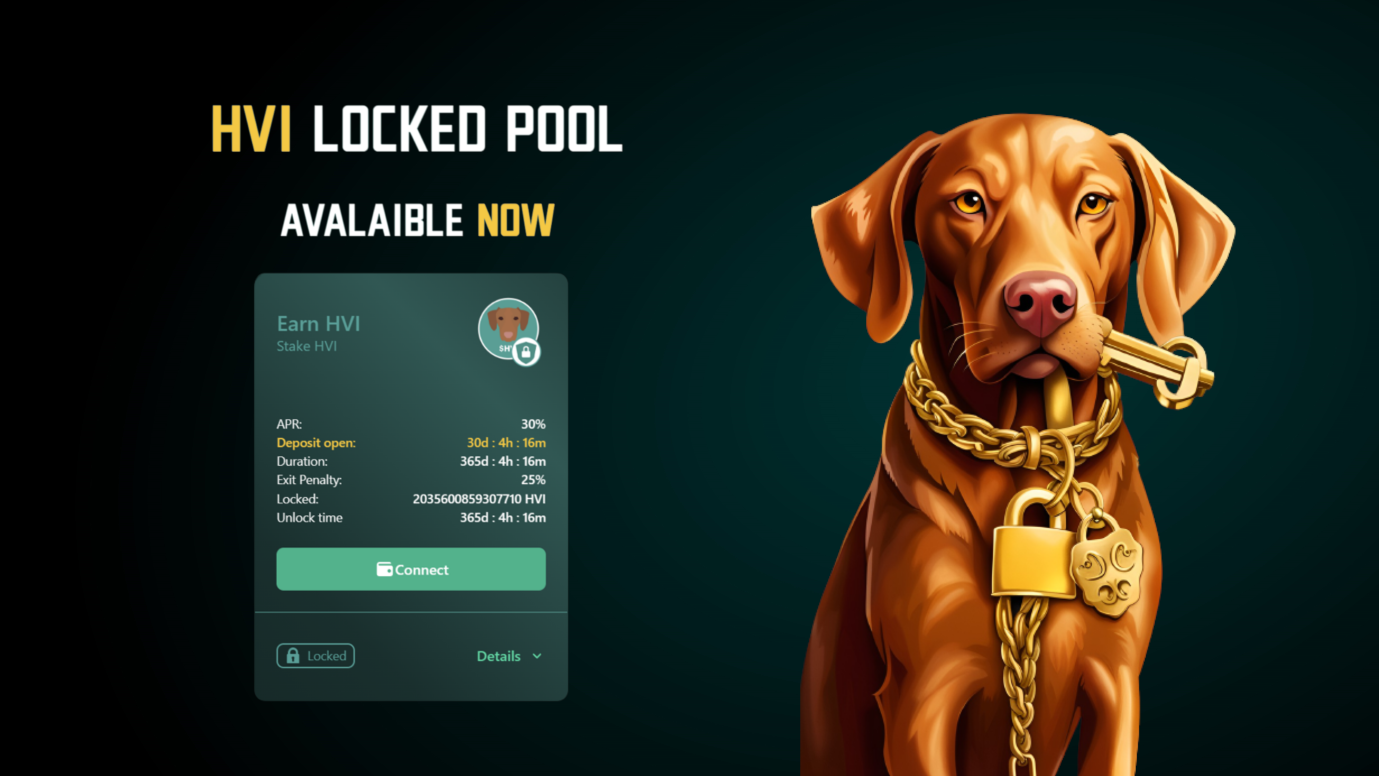 HVI LOCKED POOL
AVALAIBLE NOW
Earn HVI
Stake HVI
APR: 30%
Deposit open: 30d : 4h : 16m
Duration: 365d : 4h : 16m
Exit Penalty: 25%
Locked: 2035600859307710 HVI
Unlock time 365d : 4h : 16m
Connect
Locked Details